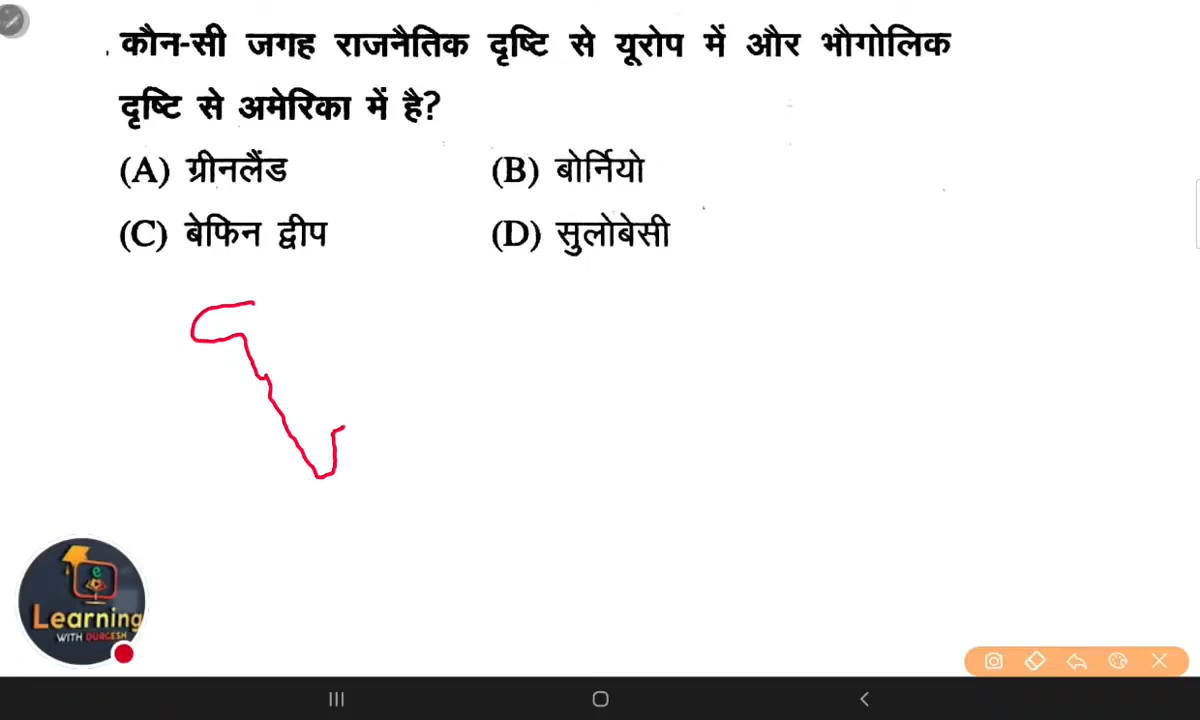 कौन-सी जगह राजनैतिक दृष्टि से यूरोप में और भौगोलिक
दृष्टि से अमेरिका में है?
(A) ग्रीनलैंड (B) बोर्नियो
(C) बेफिन द्वीप (D) सुलोबेसी
e
Learning
WITH DURGESH